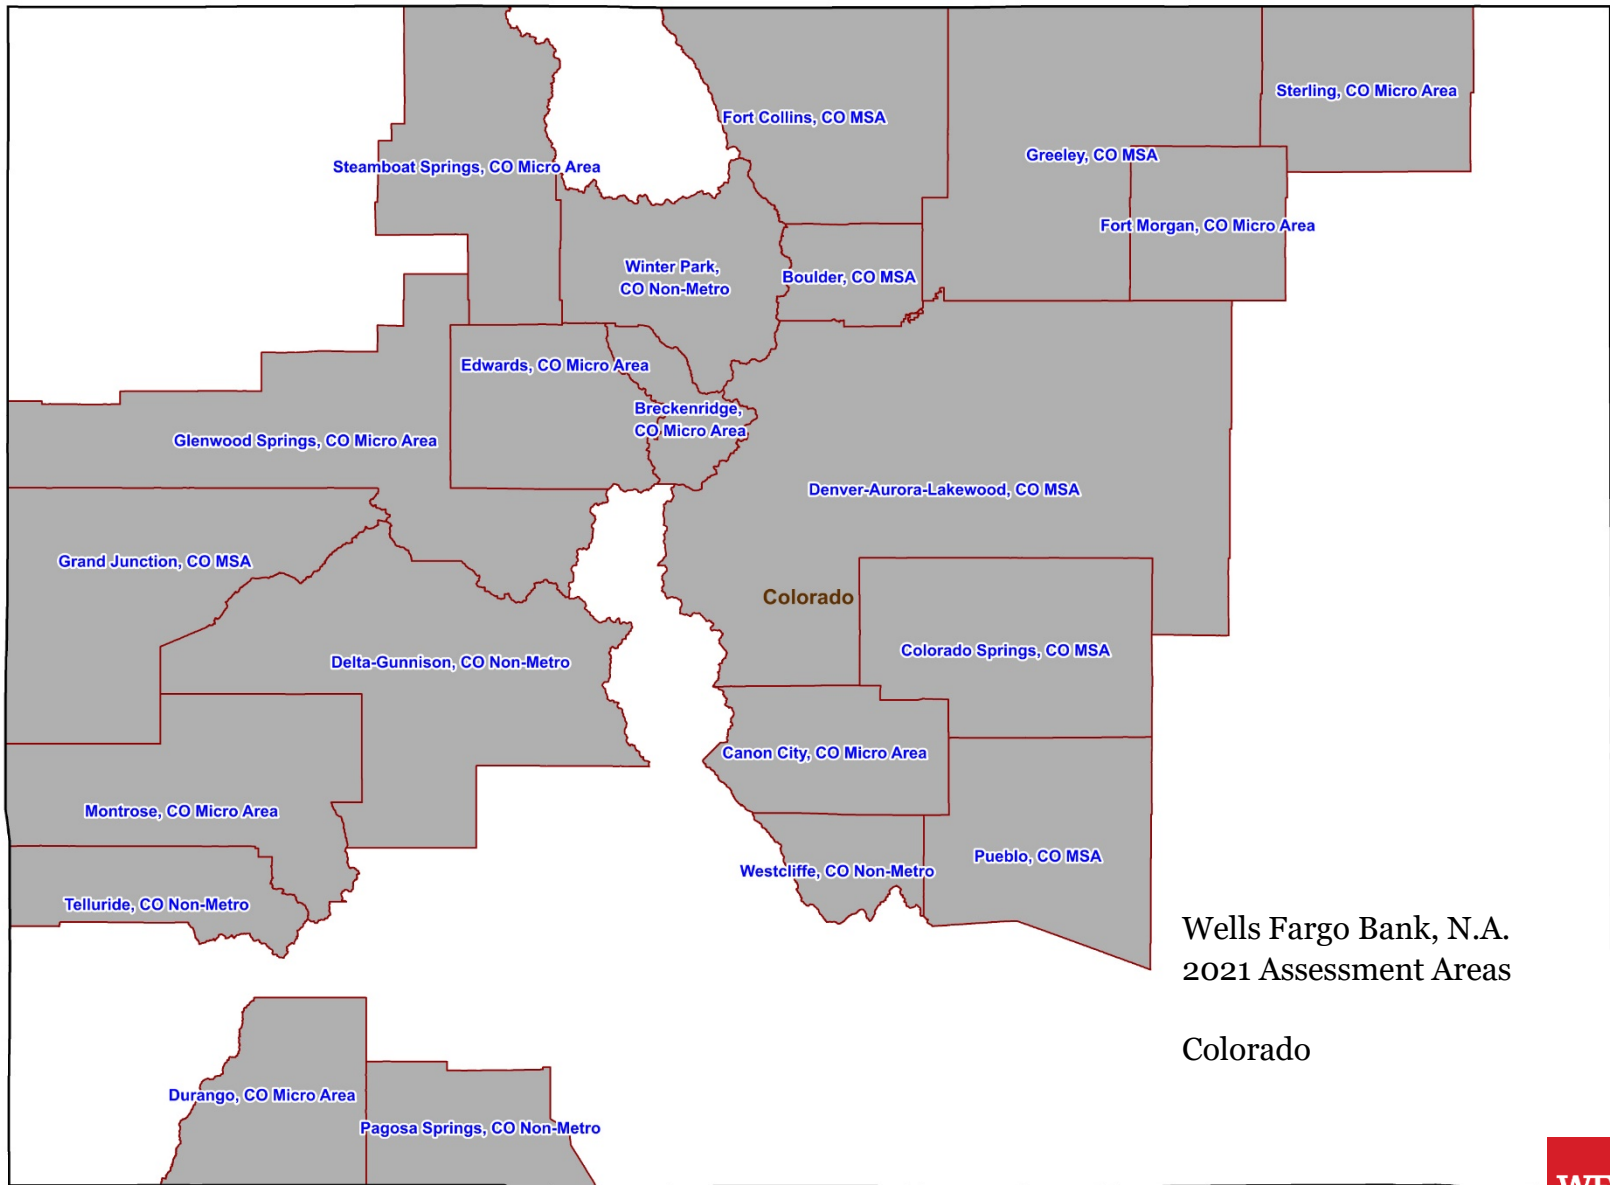 Sterling, CO Micro Area
Fort Collins, CO MSA
Greeley, CO MSA
Steamboat Springs, CO Micro Area
Fort Morgan, CO Micro Area
Winter Park,
CO Non-Metro
Boulder, CO MSA
Edwards, CO Micro Area
Breckenridge,
CO Micro Area
Glenwood Springs, CO Micro Area
Denver-Aurora-Lakewood, CO MSA
Grand Junction, CO MSA
Colorado
Colorado Springs, CO MSA
Delta-Gunnison, CO Non-Metro
Canon City, CO Micro Area
Montrose, CO Micro Area
Pueblo, CO MSA
Westcliffe, CO Non-Metro
Telluride, CO Non-Metro
Wells Fargo Bank, N.A.
2021 Assessment Areas
Colorado
Durango, CO Micro Area
Pagosa Springs, CO Non-Metro